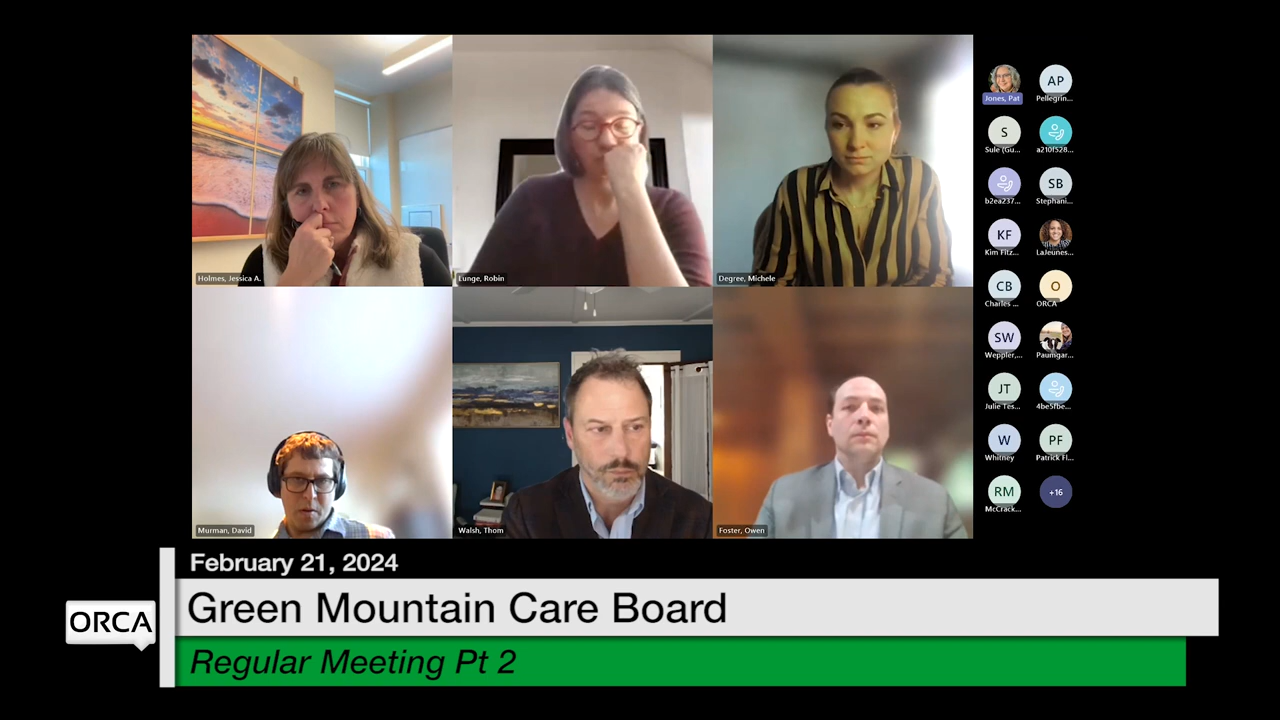 Holmes, Jessica A.
Lunge, Robin
Degree, Michele
Murman, David
Walsh, Thom
Foster, Owen
Jones, Pat
AP
Pellegrin...
S
Sule (Gu...
a210f528...
b2ea237...
SB
Stephani...
KF
Kim Fitz...
LaJeunes...
CB
Charles ...
O
ORCA
SW
Weppler,...
Paumgar...
JT
Julie Tes...
4be5fbe...
W
Whitney
PF
Patrick Fl...
RM
McCrack...
+16
February 21, 2024
ORCA
Green Mountain Care Board
Regular Meeting Pt 2